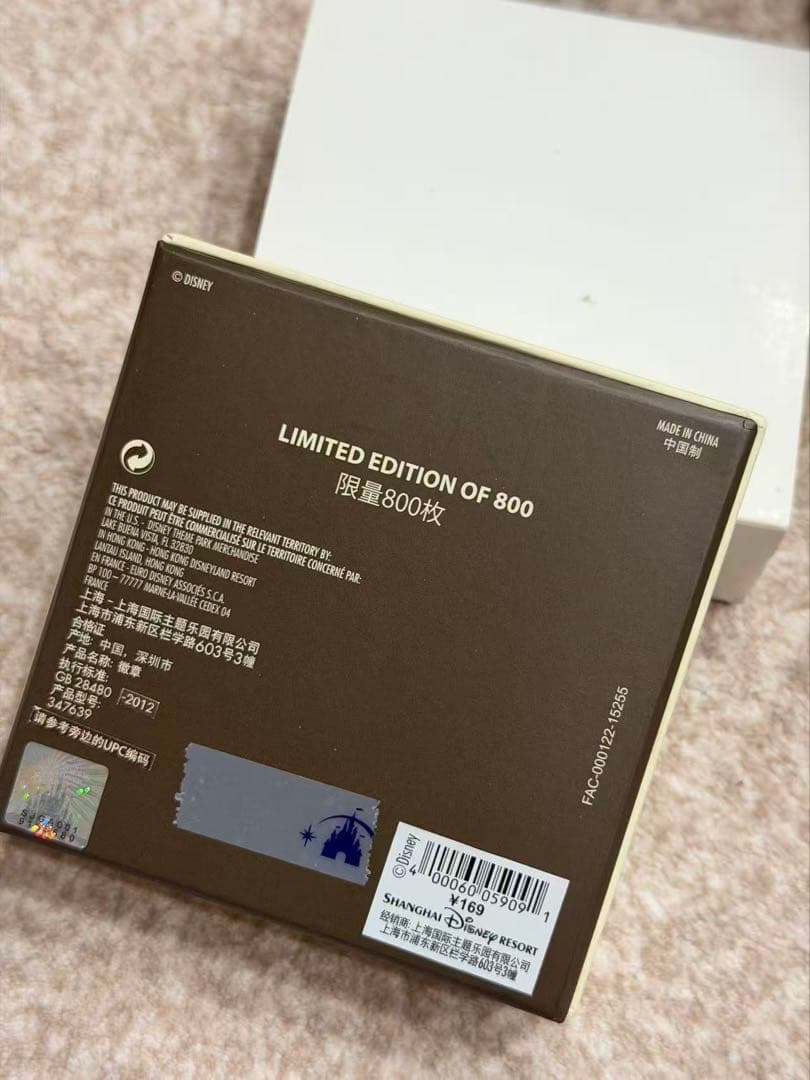 © DISNEY
MADE IN CHINA
中国制
LIMITED EDITION OF 800
限量800枚
THIS PRODUCT MAY BE SUPPLIED IN THE RELEVANT TERRITORY BY:
CE PRODUIT PEUT ÊTRE COMMERCIALISÉ SUR LE TERRITOIRE CONCERNÉ PAR:
IN THE U.S. - DISNEY THEME PARK MERCHANDISE
LAKE BUENA VISTA, FL 32830
IN HONG KONG - HONG KONG DISNEYLAND RESORT
LANTAU ISLAND, HONG KONG
EN FRANCE - EURO DISNEY ASSOCIÉS S.C.A.
BP 100 – 77777 MARNE-LA-VALLÉE CEDEX 04
FRANCE
上海 – 上海国际主题乐园有限公司
上海市浦东新区栏学路603号3幢
合格证
产地: 中国, 深圳市
产品名称: 徽章
执行标准:
GB 28480 -2012
产品型号:
347639
请参考旁边的UPC编码
FAC-000122-15255
©Disney
4 00060 05909 1
¥169
SHANGHAI DISNEY RESORT
经销商: 上海国际主题乐园有限公司
上海市浦东新区栏学路603号3幢